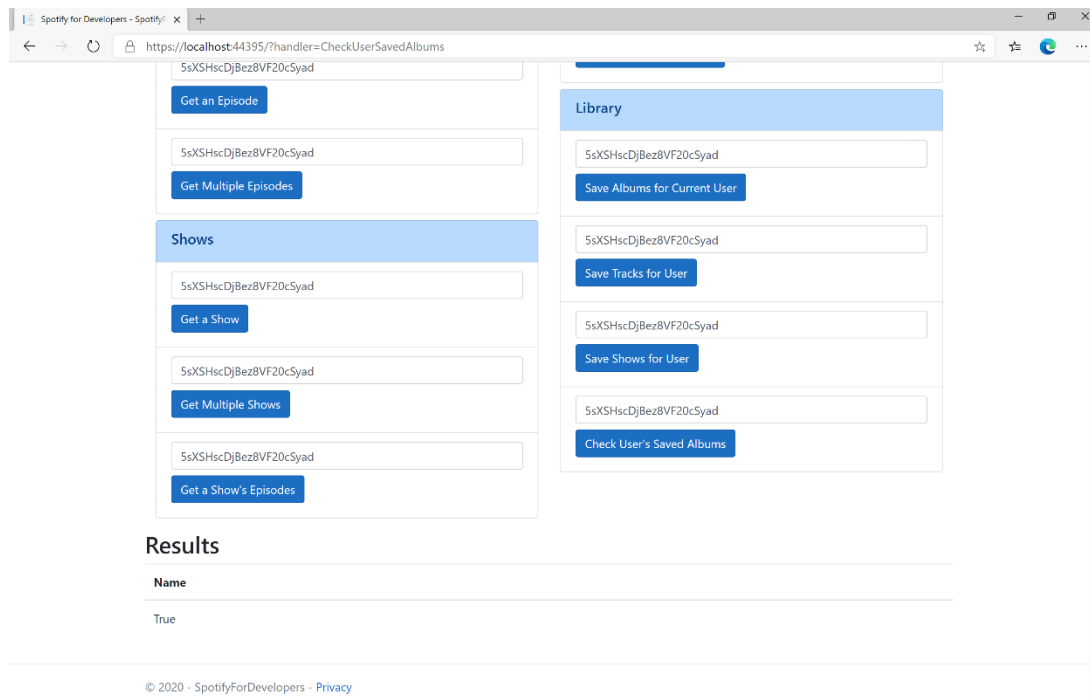 Spotify for Developers - Spotify
https://localhost:44395/?handler=CheckUserSavedAlbums
5sXSHscDjBez8VF20cSyad
Get an Episode
5sXSHscDjBez8VF20cSyad
Get Multiple Episodes
Shows
5sXSHscDjBez8VF20cSyad
Get a Show
5sXSHscDjBez8VF20cSyad
Get Multiple Shows
5sXSHscDjBez8VF20cSyad
Get a Show's Episodes
Library
5sXSHscDjBez8VF20cSyad
Save Albums for Current User
5sXSHscDjBez8VF20cSyad
Save Tracks for User
5sXSHscDjBez8VF20cSyad
Save Shows for User
5sXSHscDjBez8VF20cSyad
Check User's Saved Albums
Results
Name
True
© 2020 - SpotifyForDevelopers - Privacy